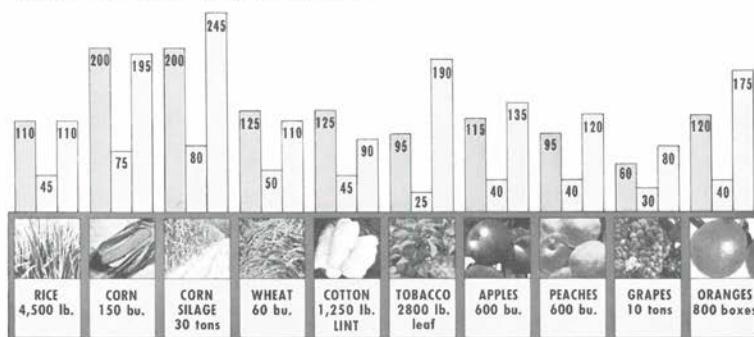 110 45 110
200 75 195
200 80 245
125 50 110
125 45 90
95 25 190
115 40 135
95 40 120
60 30 80
120 40 175
RICE
4,500 lb.
CORN
150 bu.
CORN
SILAGE
30 tons
WHEAT
60 bu.
COTTON
1,250 lb.
LINT
TOBACCO
2800 lb.
leaf
APPLES
600 bu.
PEACHES
600 bu.
GRAPES
10 tons
ORANGES
800 boxes